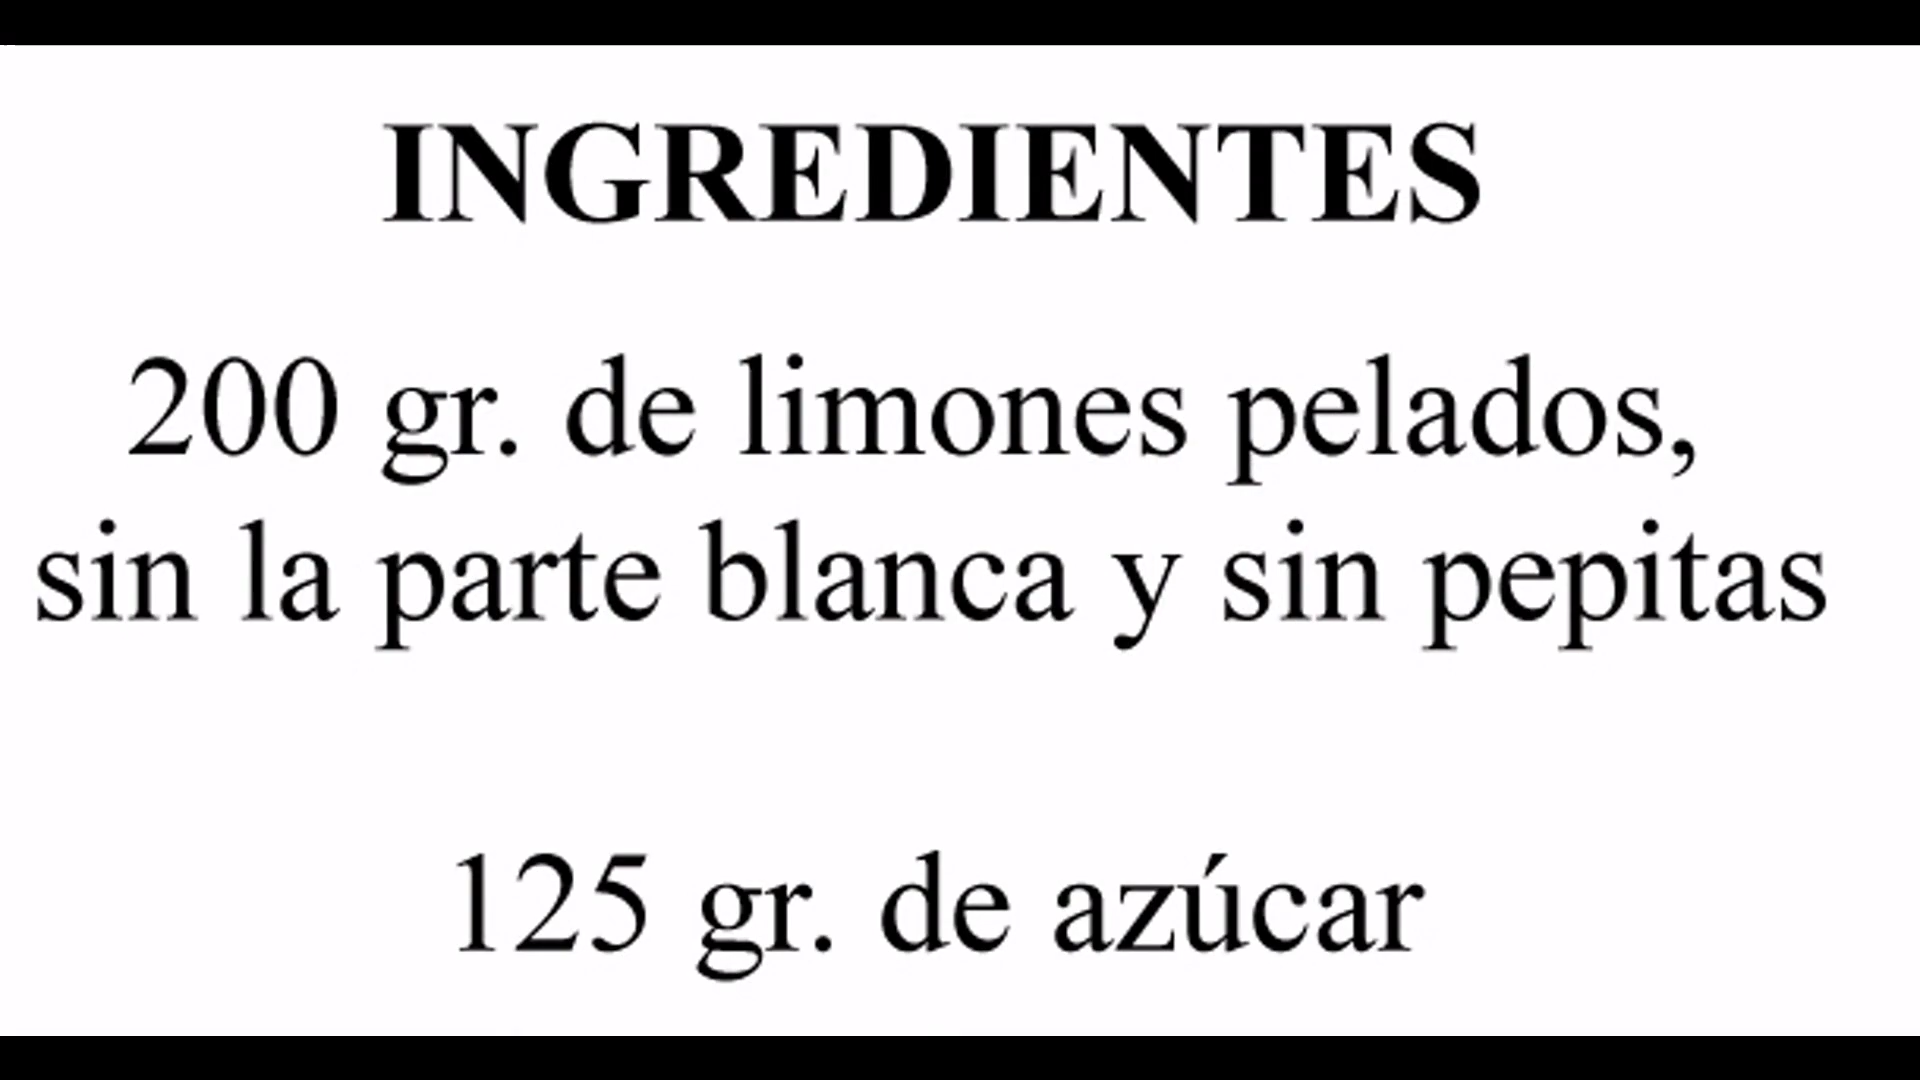 INGREDIENTES
200 gr. de limones pelados,
sin la parte blanca y sin pepitas
125 gr. de azúcar